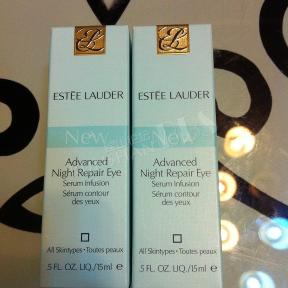 ESTĒE LAUDER
New
Advanced
Night Repair Eye
Serum Infusion
Sérum contour
des yeux
All Skintypes • Toutes peaux
.5 FL. OZ. LIQ./15ml e
ESTĒE LAUDER
New
Advanced
Night Repair Eye
Serum Infusion
Sérum contour
des yeux
All Skintypes • Toutes peaux
.5 FL. OZ. LIQ./15ml e